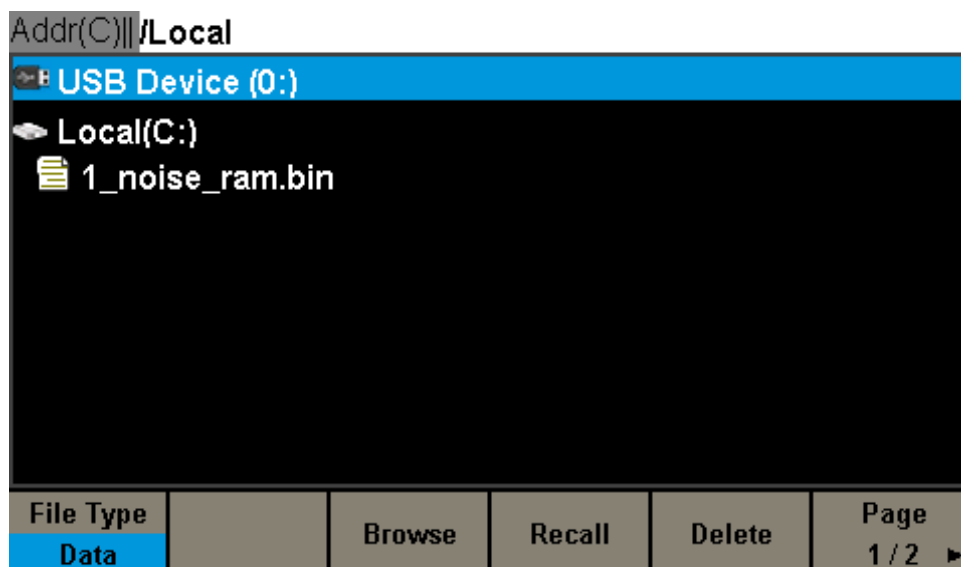 Addr(C)|| /Local
USB Device (0:)
Local(C:)
1_noise_ram.bin
File Type
Data
Browse
Recall
Delete
Page
1/2 ►